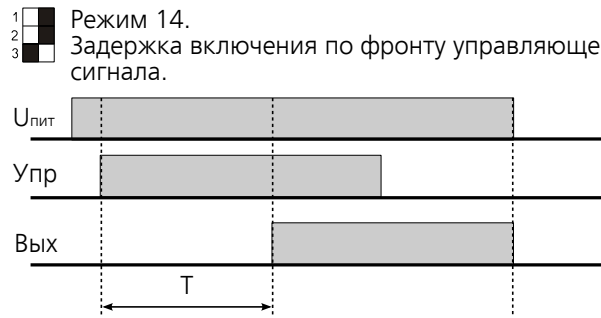 1
2
3
Режим 14.
Задержка включения по фронту управляюще
сигнала.
Uпит
Упр
Вых
T